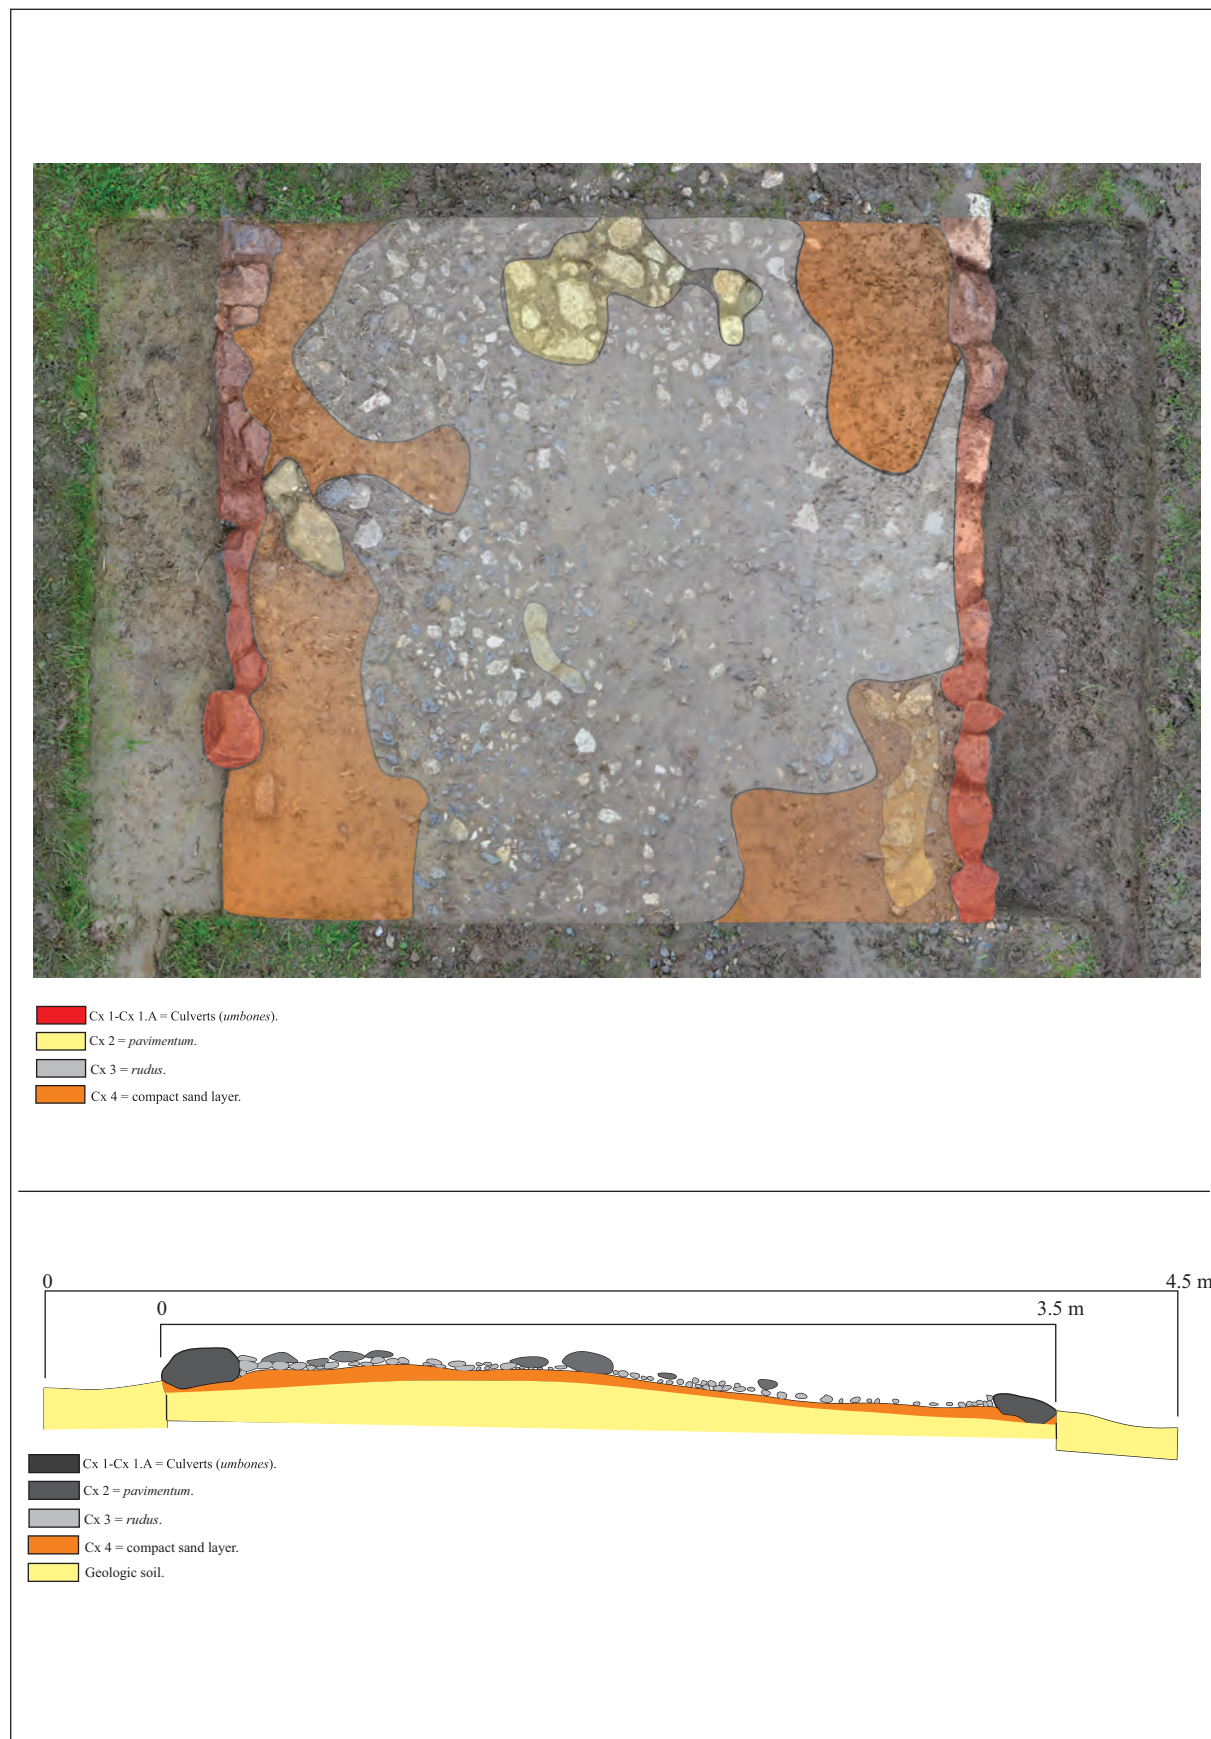 Cx 1-Cx 1.A = Culverts (umbones).
Cx 2 = pavimentum.
Cx 3 = rudus.
Cx 4 = compact sand layer.
0
4.5 m
0
3.5 m
Cx 1-Cx 1.A = Culverts (umbones).
Cx 2 = pavimentum.
Cx 3 = rudus.
Cx 4 = compact sand layer.
Geologic soil.